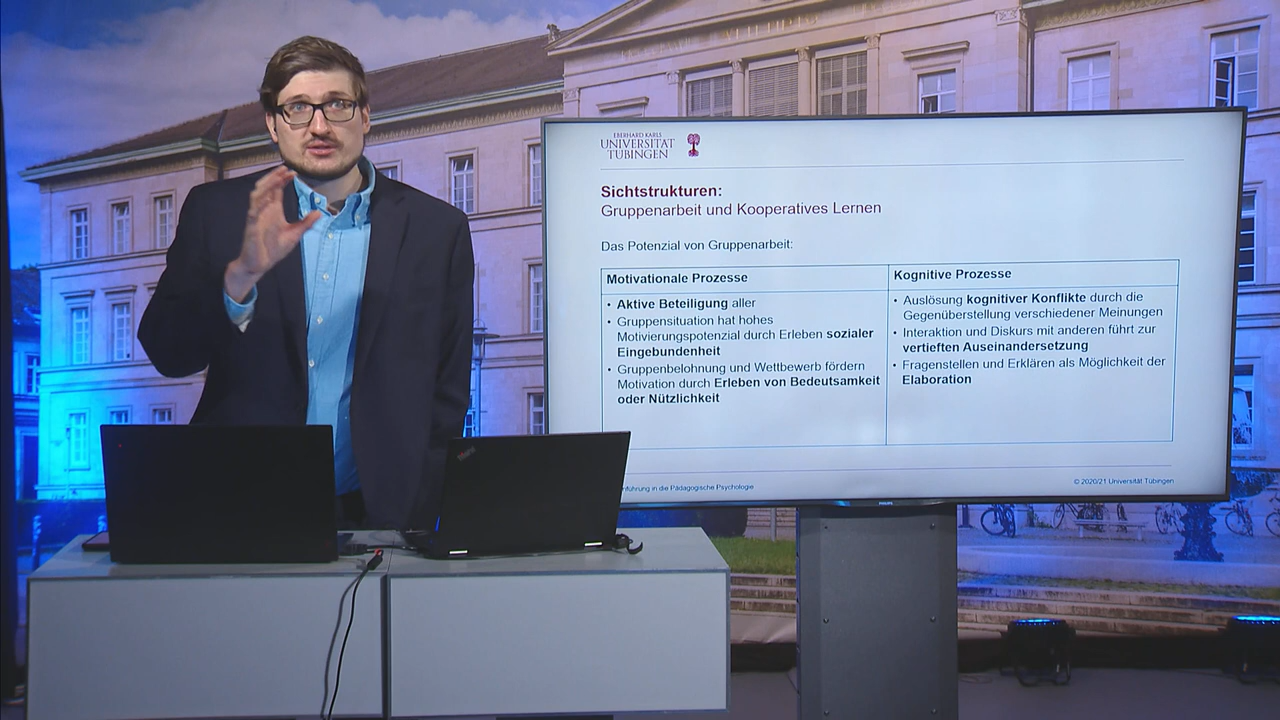 EBERHARD KARLS
UNIVERSITÄT
TÜBINGEN
Sichtstrukturen:
Gruppenarbeit und Kooperatives Lernen
Das Potenzial von Gruppenarbeit:
Motivationale Prozesse
• Aktive Beteiligung aller
• Gruppensituation hat hohes
Motivierungspotenzial durch Erleben sozialer
Eingebundenheit
• Gruppenbelohnung und Wettbewerb fördern
Motivation durch Erleben von Bedeutsamkeit
oder Nützlichkeit
Kognitive Prozesse
• Auslösung kognitiver Konflikte durch die
Gegenüberstellung verschiedener Meinungen
• Interaktion und Diskurs mit anderen führt zur
vertieften Auseinandersetzung
• Fragenstellen und Erklären als Möglichkeit der
Elaboration
nführung in die Pädagogische Psychologie
© 2020/21 Universität Tübingen
PHILIPS